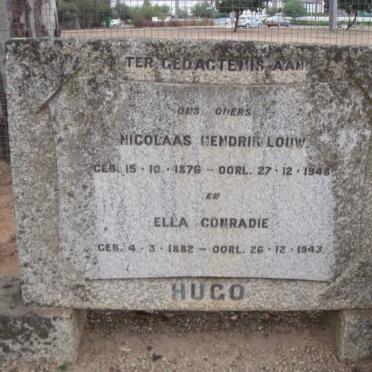 TER GEDAGTENIS AAN
ONS OUERS
NICOLAAS HENDRIK LOUW
GEB. 15 · 10 · 1876 – OORL. 27 · 12 · 1948
EN
ELLA CONRADIE
GEB. 4 · 3 · 1882 – OORL. 26 · 12 · 1943
HUGO